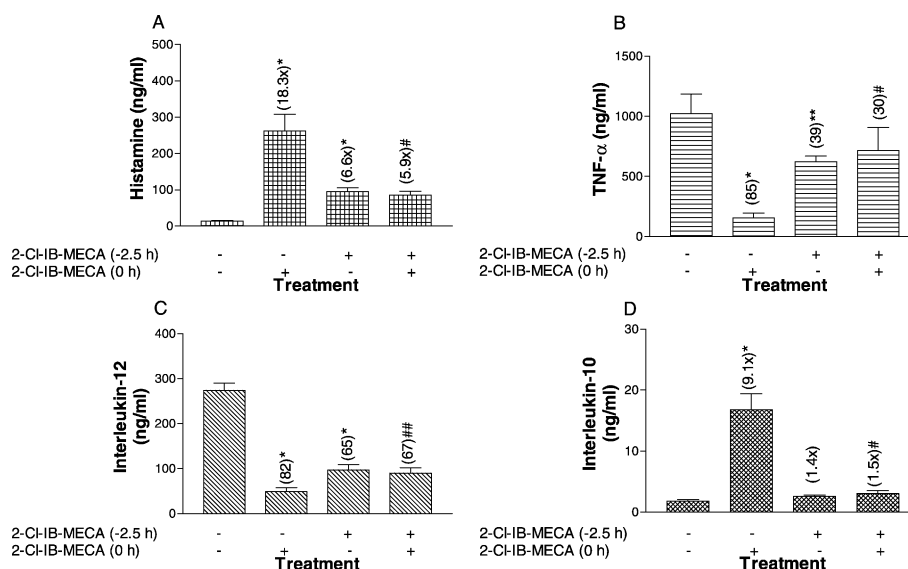 A
Histamine (ng/ml)
500
400
300
200
100
0
(18.3x)*
(6.6x)*
(5.9x)#
2-Cl-IB-MECA (-2.5 h) - - + +
2-Cl-IB-MECA (0 h) - + - +
Treatment
B
TNF-α (ng/ml)
1500
1000
500
0
(85)*
(39)**
(30)#
2-Cl-IB-MECA (-2.5 h) - - + +
2-Cl-IB-MECA (0 h) - + - +
Treatment
C
Interleukin-12
(ng/ml)
400
300
200
100
0
(82)*
(65)*
(67)##
2-Cl-IB-MECA (-2.5 h) - - + +
2-Cl-IB-MECA (0 h) - + - +
Treatment
D
Interleukin-10
(ng/ml)
30
20
10
0
(9.1x)*
(1.4x)
(1.5x)#
2-Cl-IB-MECA (-2.5 h) - - + +
2-Cl-IB-MECA (0 h) - + - +
Treatment